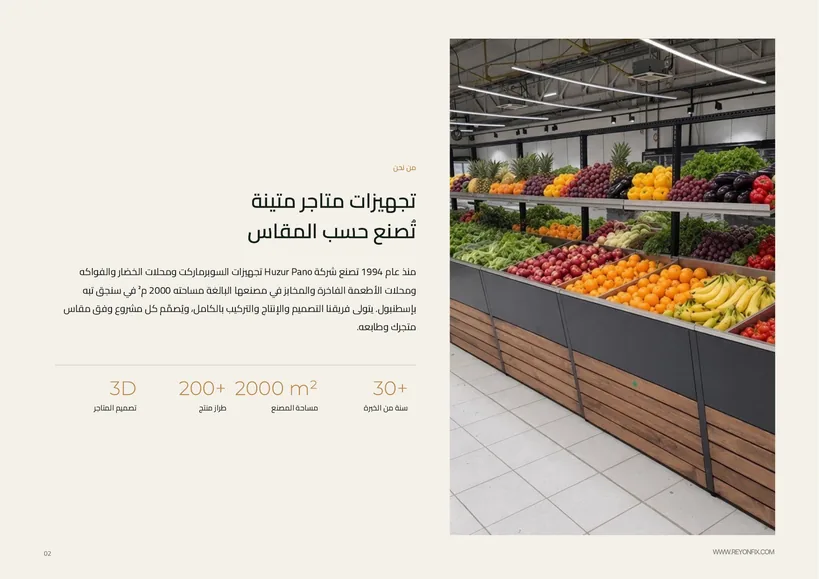 من نحن
تجهيزات متاجر متينة
تُصنع حسب المقاس
منذ عام 1994 تصنع شركة Huzur Pano تجهيزات السوبرماركت ومحلات الخضار والفواكه
ومحلات الأطعمة الفاخرة والمخابز في مصنعها البالغة مساحته 2000 م² في سنجق تبه
بإسطنبول. يتولى فريقنا التصميم والإنتاج والتركيب بالكامل، ويُصمَّم كل مشروع وفق مقاس
متجرك وطابعه.
30+
سنة من الخبرة
2000 m²
مساحة المصنع
200+
طراز منتج
3D
تصميم المتاجر
WWW.REYONFIX.COM
02